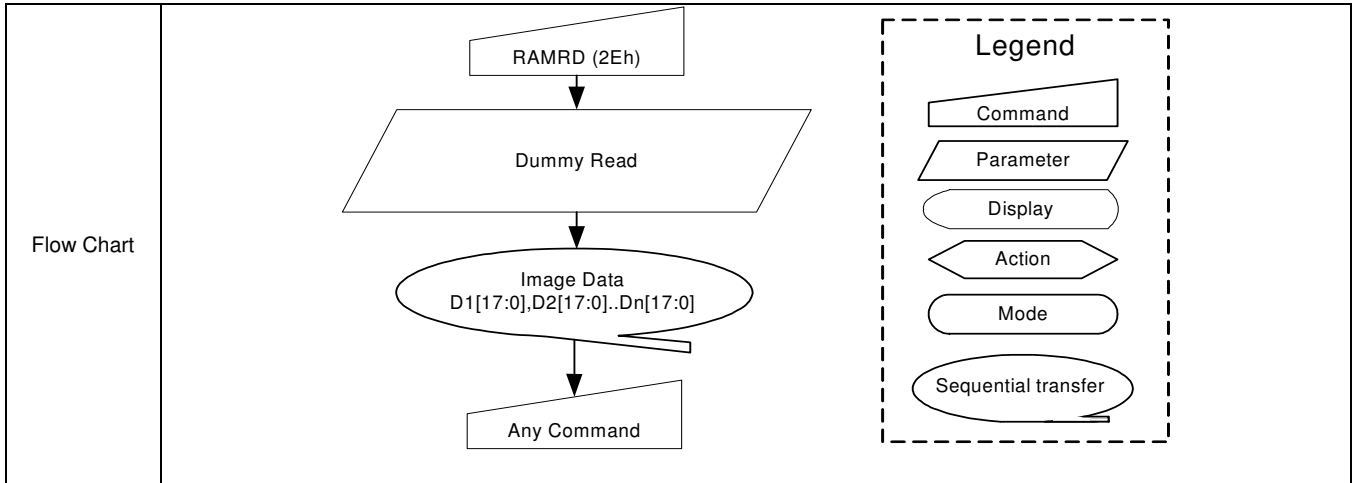 Flow Chart
RAMRD (2Eh)
Dummy Read
Image Data
D1[17:0],D2[17:0]..Dn[17:0]
Any Command
Legend
Command
Parameter
Display
Action
Mode
Sequential transfer